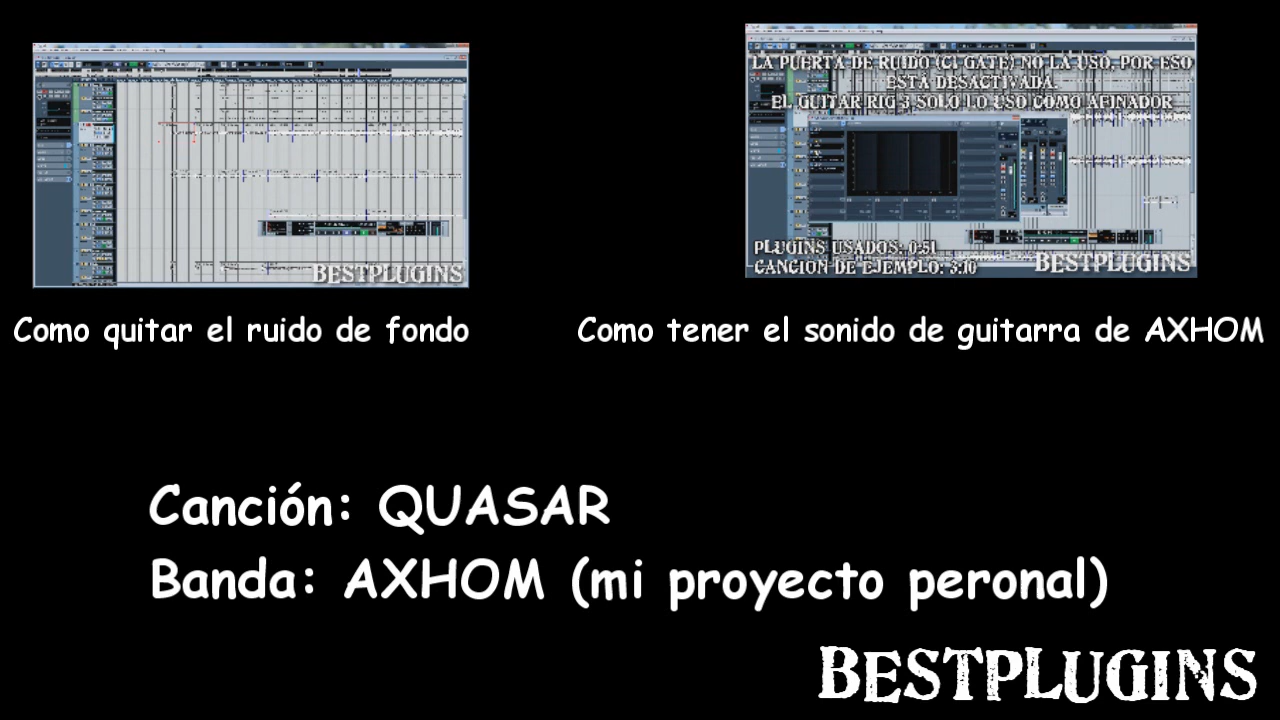 LA PUERTA DE RUIDO (C1 GATE) NO LA USO, POR ESO
ESTÁ DESACTIVADA.
EL GUITAR RIG 3 SOLO LO USO COMO AFINADOR
PLUGINS USADOS: 0:51
CANCION DE EJEMPLO: 3:10
BESTPLUGINS
BESTPLUGINS
Como quitar el ruido de fondo
Como tener el sonido de guitarra de AXHOM
Canción: QUASAR
Banda: AXHOM (mi proyecto peronal)
BESTPLUGINS